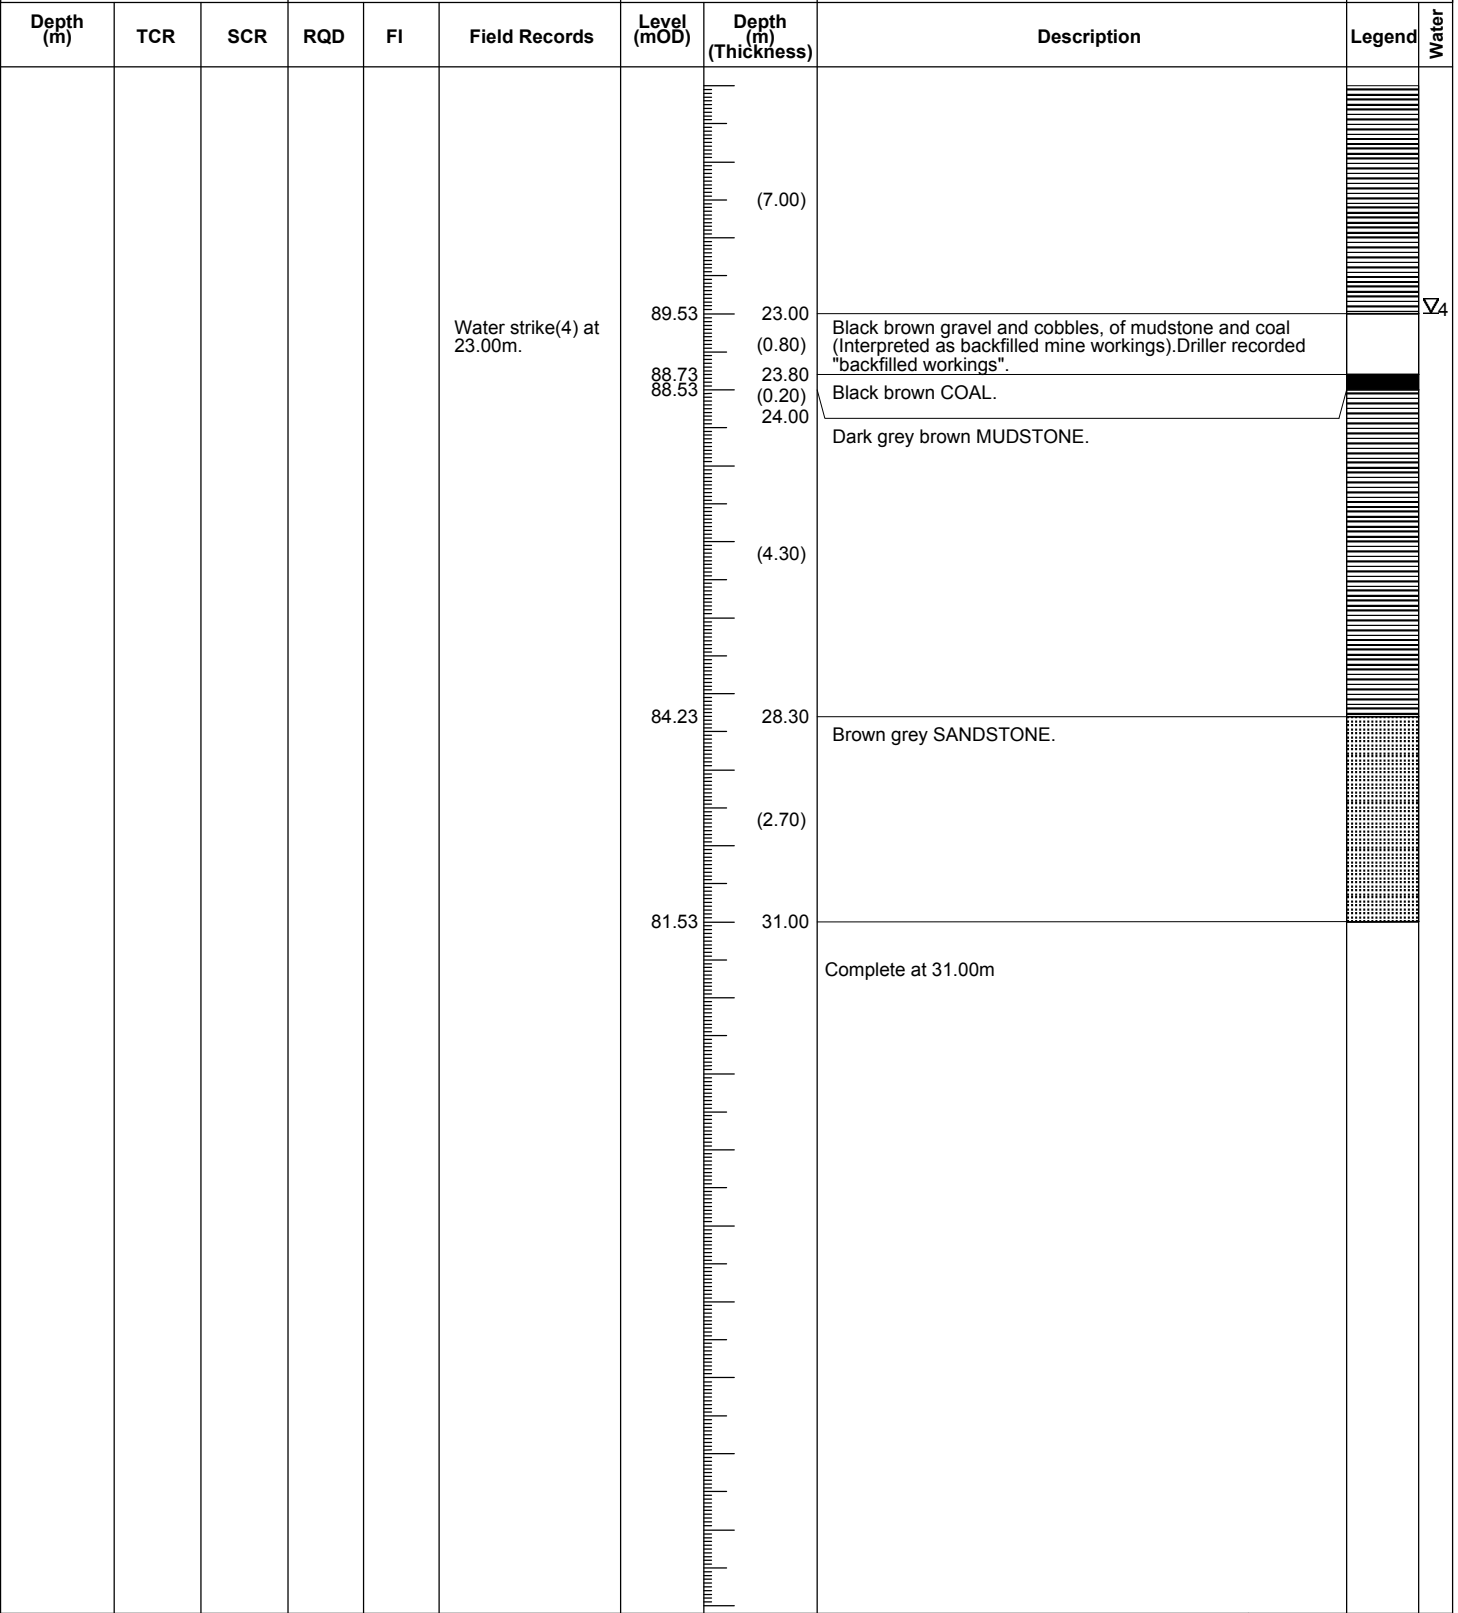 Depth
(m)
TCR
SCR
RQD
FI
Field Records
Level
(mOD)
Depth
(m)
(Thickness)
Description
Legend
Water
(7.00)
Water strike(4) at
23.00m.
89.53
23.00
Black brown gravel and cobbles, of mudstone and coal
(Interpreted as backfilled mine workings).Driller recorded
"backfilled workings".
4
(0.80)
88.73
23.80
Black brown COAL.
88.53
(0.20)
24.00
Dark grey brown MUDSTONE.
(4.30)
84.23
28.30
Brown grey SANDSTONE.
(2.70)
81.53
31.00
Complete at 31.00m